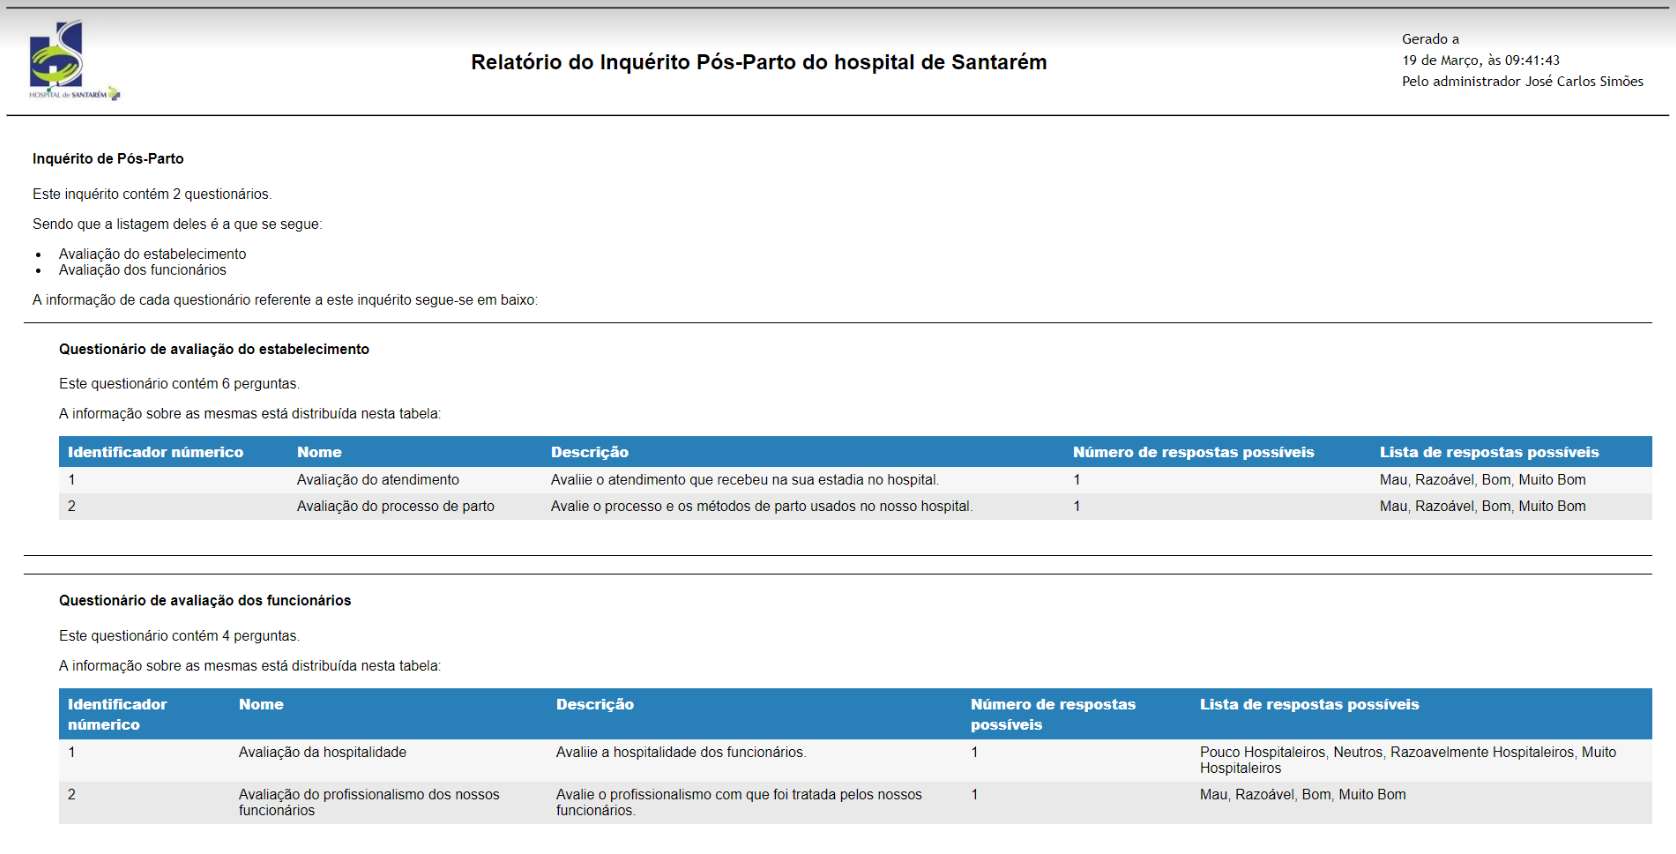 HOSPITAL de SANTARÉM
Relatório do Inquérito Pós-Parto do hospital de Santarém
Gerado a
19 de Março, às 09:41:43
Pelo administrador José Carlos Simões
Inquérito de Pós-Parto
Este inquérito contém 2 questionários.
Sendo que a listagem deles é a que se segue:
• Avaliação do estabelecimento
• Avaliação dos funcionários
A informação de cada questionário referente a este inquérito segue-se em baixo:
Questionário de avaliação do estabelecimento
Este questionário contém 6 perguntas.
A informação sobre as mesmas está distribuída nesta tabela:
Identificador númerico Nome Descrição Número de respostas possíveis Lista de respostas possíveis
1 Avaliação do atendimento Avaliie o atendimento que recebeu na sua estadia no hospital. 1 Mau, Razoável, Bom, Muito Bom
2 Avaliação do processo de parto Avalie o processo e os métodos de parto usados no nosso hospital. 1 Mau, Razoável, Bom, Muito Bom
Questionário de avaliação dos funcionários
Este questionário contém 4 perguntas.
A informação sobre as mesmas está distribuída nesta tabela:
Identificador Nome Descrição Número de respostas Lista de respostas possíveis
númerico possíveis
1 Avaliação da hospitalidade Avaliie a hospitalidade dos funcionários. 1 Pouco Hospitaleiros, Neutros, Razoavelmente Hospitaleiros, Muito
Hospitaleiros
2 Avaliação do profissionalismo dos nossos Avalie o profissionalismo com que foi tratada pelos nossos 1 Mau, Razoável, Bom, Muito Bom
funcionários funcionários.